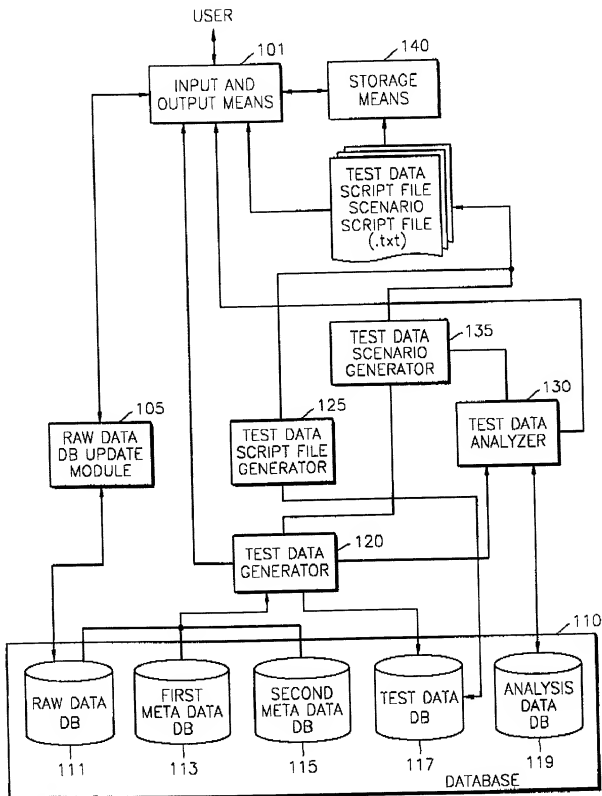 USER
101
INPUT AND
OUTPUT MEANS
140
STORAGE
MEANS
TEST DATA
SCRIPT FILE
SCENARIO
SCRIPT FILE
(.txt)
135
TEST DATA
SCENARIO
GENERATOR
105
RAW DATA
DB UPDATE
MODULE
125
TEST DATA
SCRIPT FILE
GENERATOR
130
TEST DATA
ANALYZER
120
TEST DATA
GENERATOR
110
RAW DATA
DB
111
FIRST
META DATA
DB
113
SECOND
META DATA
DB
115
TEST DATA
DB
117
ANALYSIS
DATA
DB
119
DATABASE